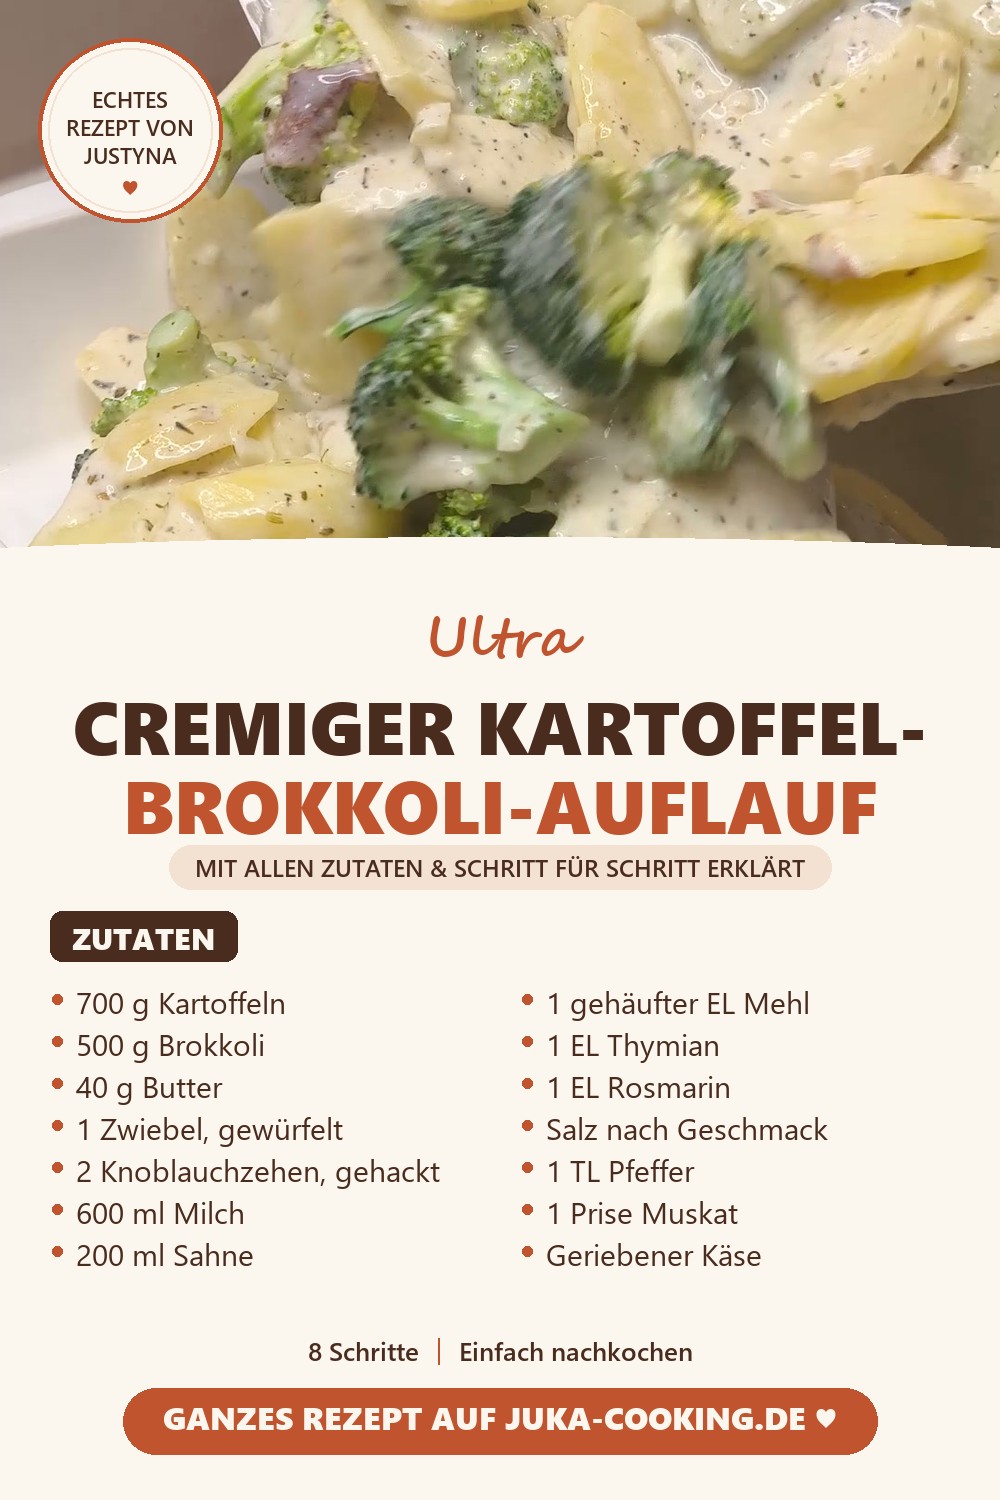 ECHTES
REZEPT VON
JUSTYNA
Ultra
CREMIGER KARTOFFEL-
BROKKOLI-AUFLAUF
MIT ALLEN ZUTATEN & SCHRITT FÜR SCHRITT ERKLÄRT
ZUTATEN
• 700 g Kartoffeln
• 500 g Brokkoli
• 40 g Butter
• 1 Zwiebel, gewürfelt
• 2 Knoblauchzehen, gehackt
• 600 ml Milch
• 200 ml Sahne
• 1 gehäufter EL Mehl
• 1 EL Thymian
• 1 EL Rosmarin
• Salz nach Geschmack
• 1 TL Pfeffer
• 1 Prise Muskat
• Geriebener Käse
8 Schritte | Einfach nachkochen
GANZES REZEPT AUF JUKA-COOKING.DE ♥